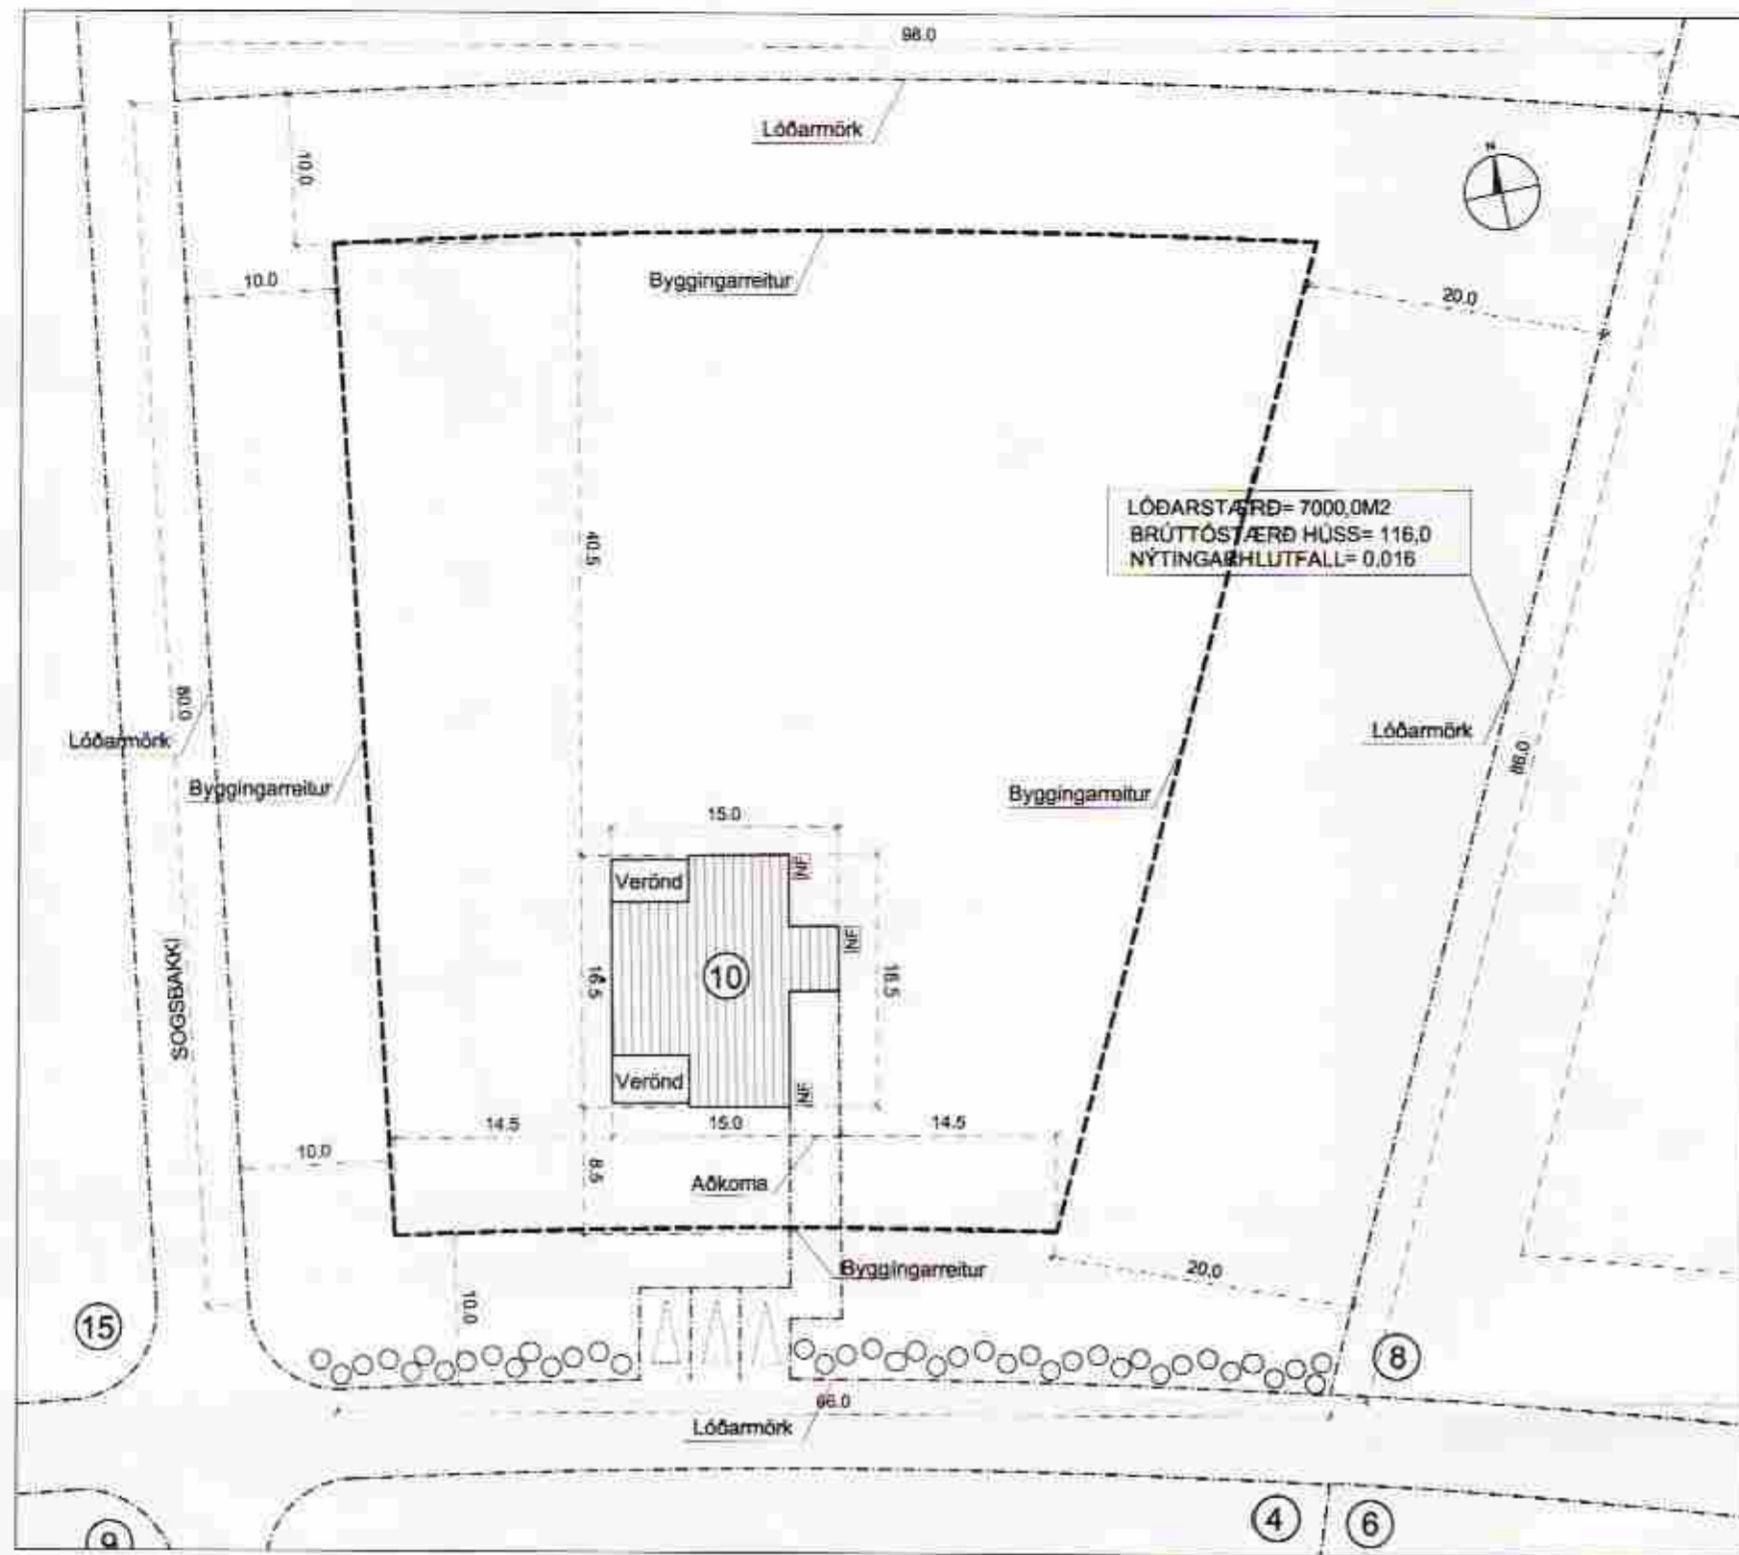 98.0
Lóðarmörk
N
10.0
10.0
Byggingarreitur
20.0
LÓÐARSTÆRÐ= 7000,0M2
BRÚTTÓSTÆRÐ HÚSS= 116,0
NÝTINGARHLUTFALL= 0.016
40.5
80.0
Lóðarmörk
Lóðarmörk
98.0
Byggingarreitur
Byggingarreitur
15.0
Verönd
NF
NF
SOGSBAKKI
16.5
10
16.5
Verönd
NF
14.5
15.0
14.5
10.0
8.5
Aðkoma
Byggingarreitur
20,0
10.0
15
8
66.0
Lóðarmörk
9
4
6